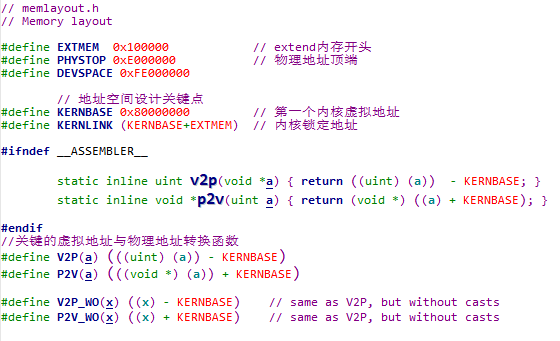 // memlayout.h
// Memory layout
#define EXTMEM 0x100000 // extend内存开头
#define PHYSTOP 0xE000000 // 物理地址顶端
#define DEVSPACE 0xFE000000
// 地址空间设计关键点
#define KERNBASE 0x80000000 // 第一个内核虚拟地址
#define KERNLINK (KERNBASE+EXTMEM) // 内核锁定地址
#ifndef __ASSEMBLER__
static inline uint v2p(void *a) { return ((uint) (a)) - KERNBASE; }
static inline void *p2v(uint a) { return (void *) ((a) + KERNBASE); }
#endif
//关键的虚拟地址与物理地址转换函数
#define V2P(a) (((uint) (a)) - KERNBASE)
#define P2V(a) (((void *) (a)) + KERNBASE)
#define V2P_WO(x) ((x) - KERNBASE) // same as V2P, but without casts
#define P2V_WO(x) ((x) + KERNBASE) // same as V2P, but without casts